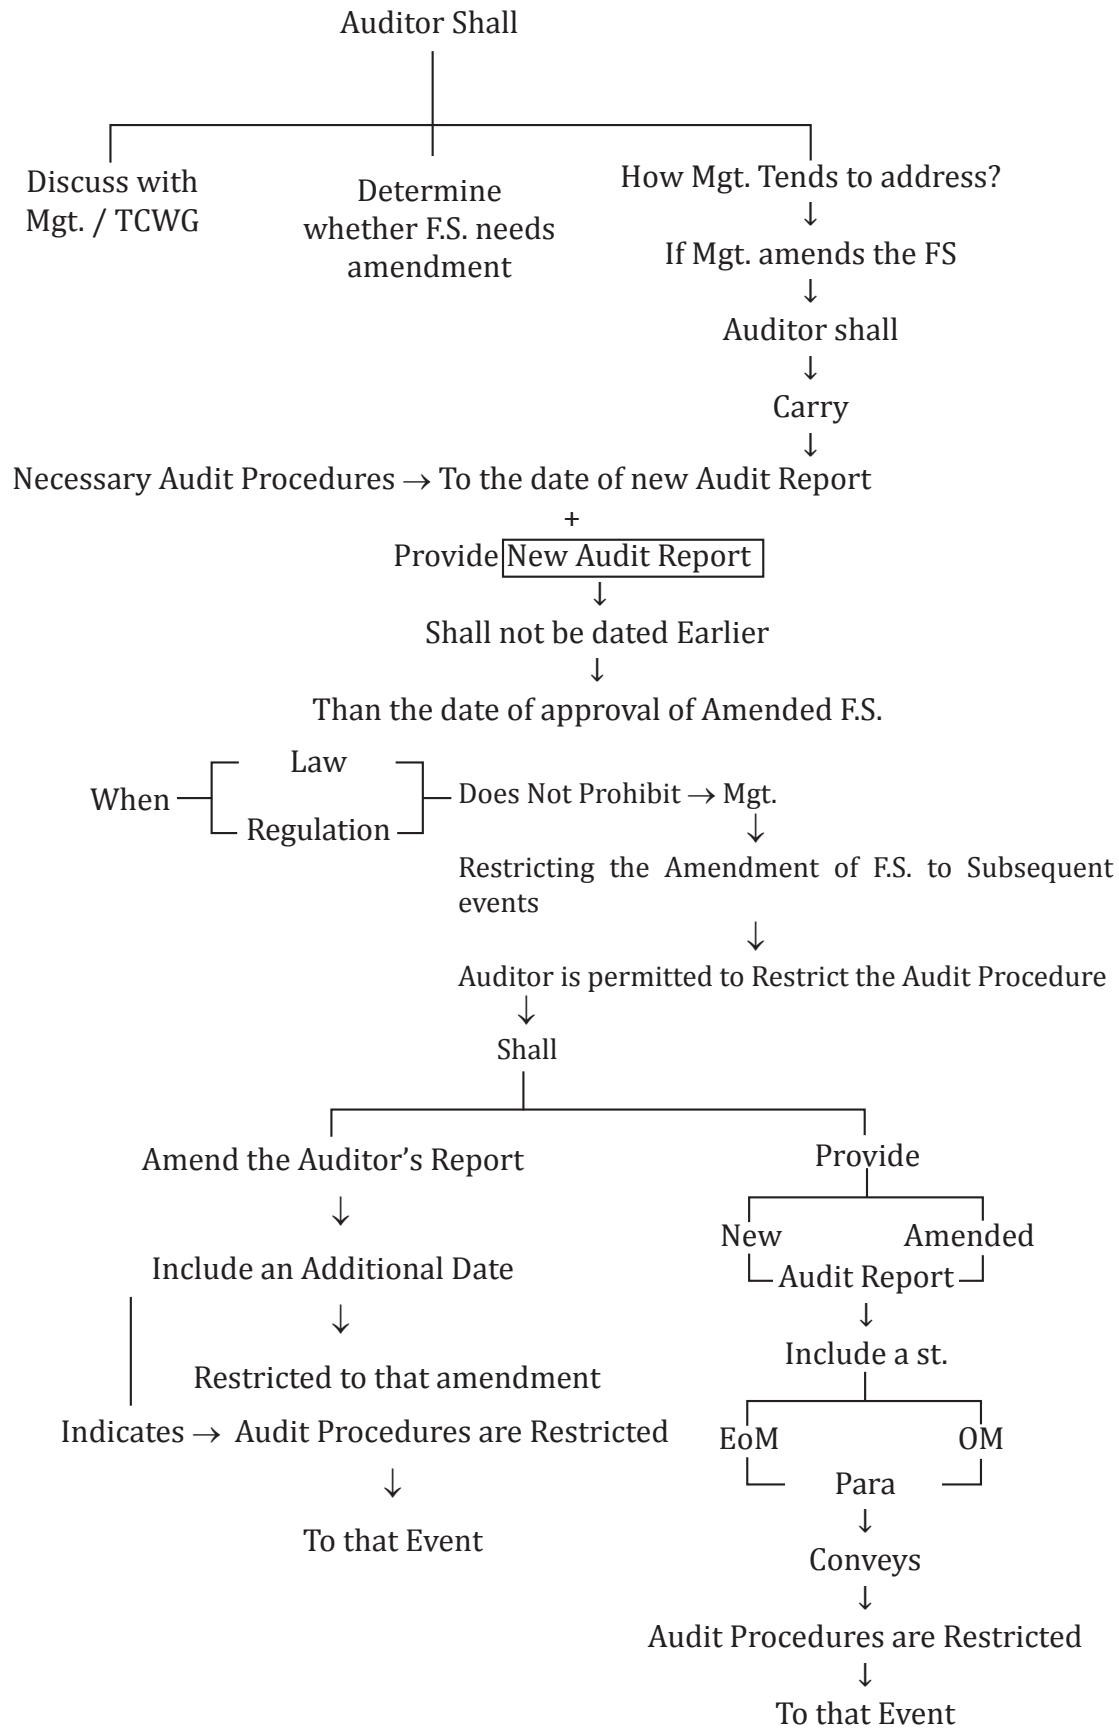 Auditor Shall
Discuss with
Mgt. / TCWG
Determine
whether F.S. needs
amendment
How Mgt. Tends to address?
↓
If Mgt. amends the FS
↓
Auditor shall
↓
Carry
↓
Necessary Audit Procedures → To the date of new Audit Report
+
Provide New Audit Report
↓
Shall not be dated Earlier
↓
Than the date of approval of Amended F.S.
When
Law
Regulation
Does Not Prohibit → Mgt.
↓
Restricting the Amendment of F.S. to Subsequent
events
↓
Auditor is permitted to Restrict the Audit Procedure
↓
Shall
Amend the Auditor’s Report
↓
Include an Additional Date
↓
Restricted to that amendment
Indicates → Audit Procedures are Restricted
↓
To that Event
Provide
New Amended
Audit Report
↓
Include a st.
EoM OM
Para
↓
Conveys
↓
Audit Procedures are Restricted
↓
To that Event